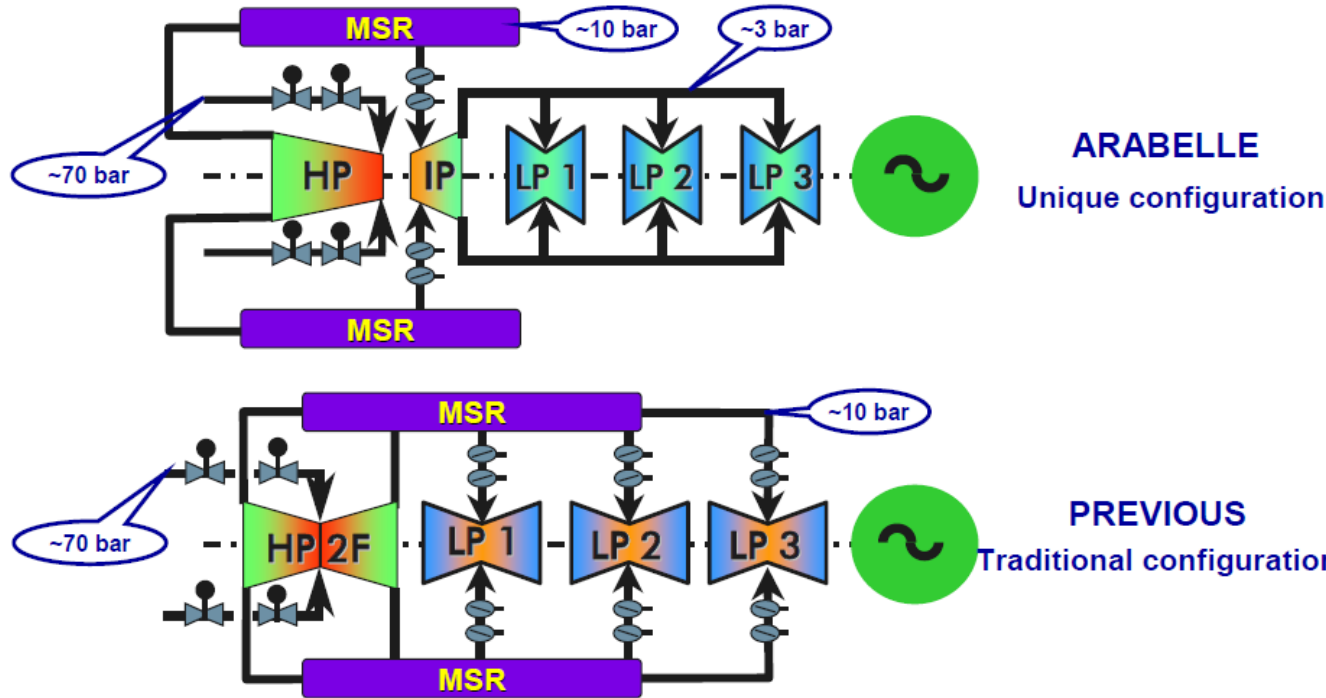 MSR
~10 bar
~3 bar
~70 bar
HP
IP
LP 1
LP 2
LP 3
ARABELLE
Unique configuration
MSR
MSR
~10 bar
~70 bar
HP 2F
LP 1
LP 2
LP 3
PREVIOUS
Traditional configuration
MSR